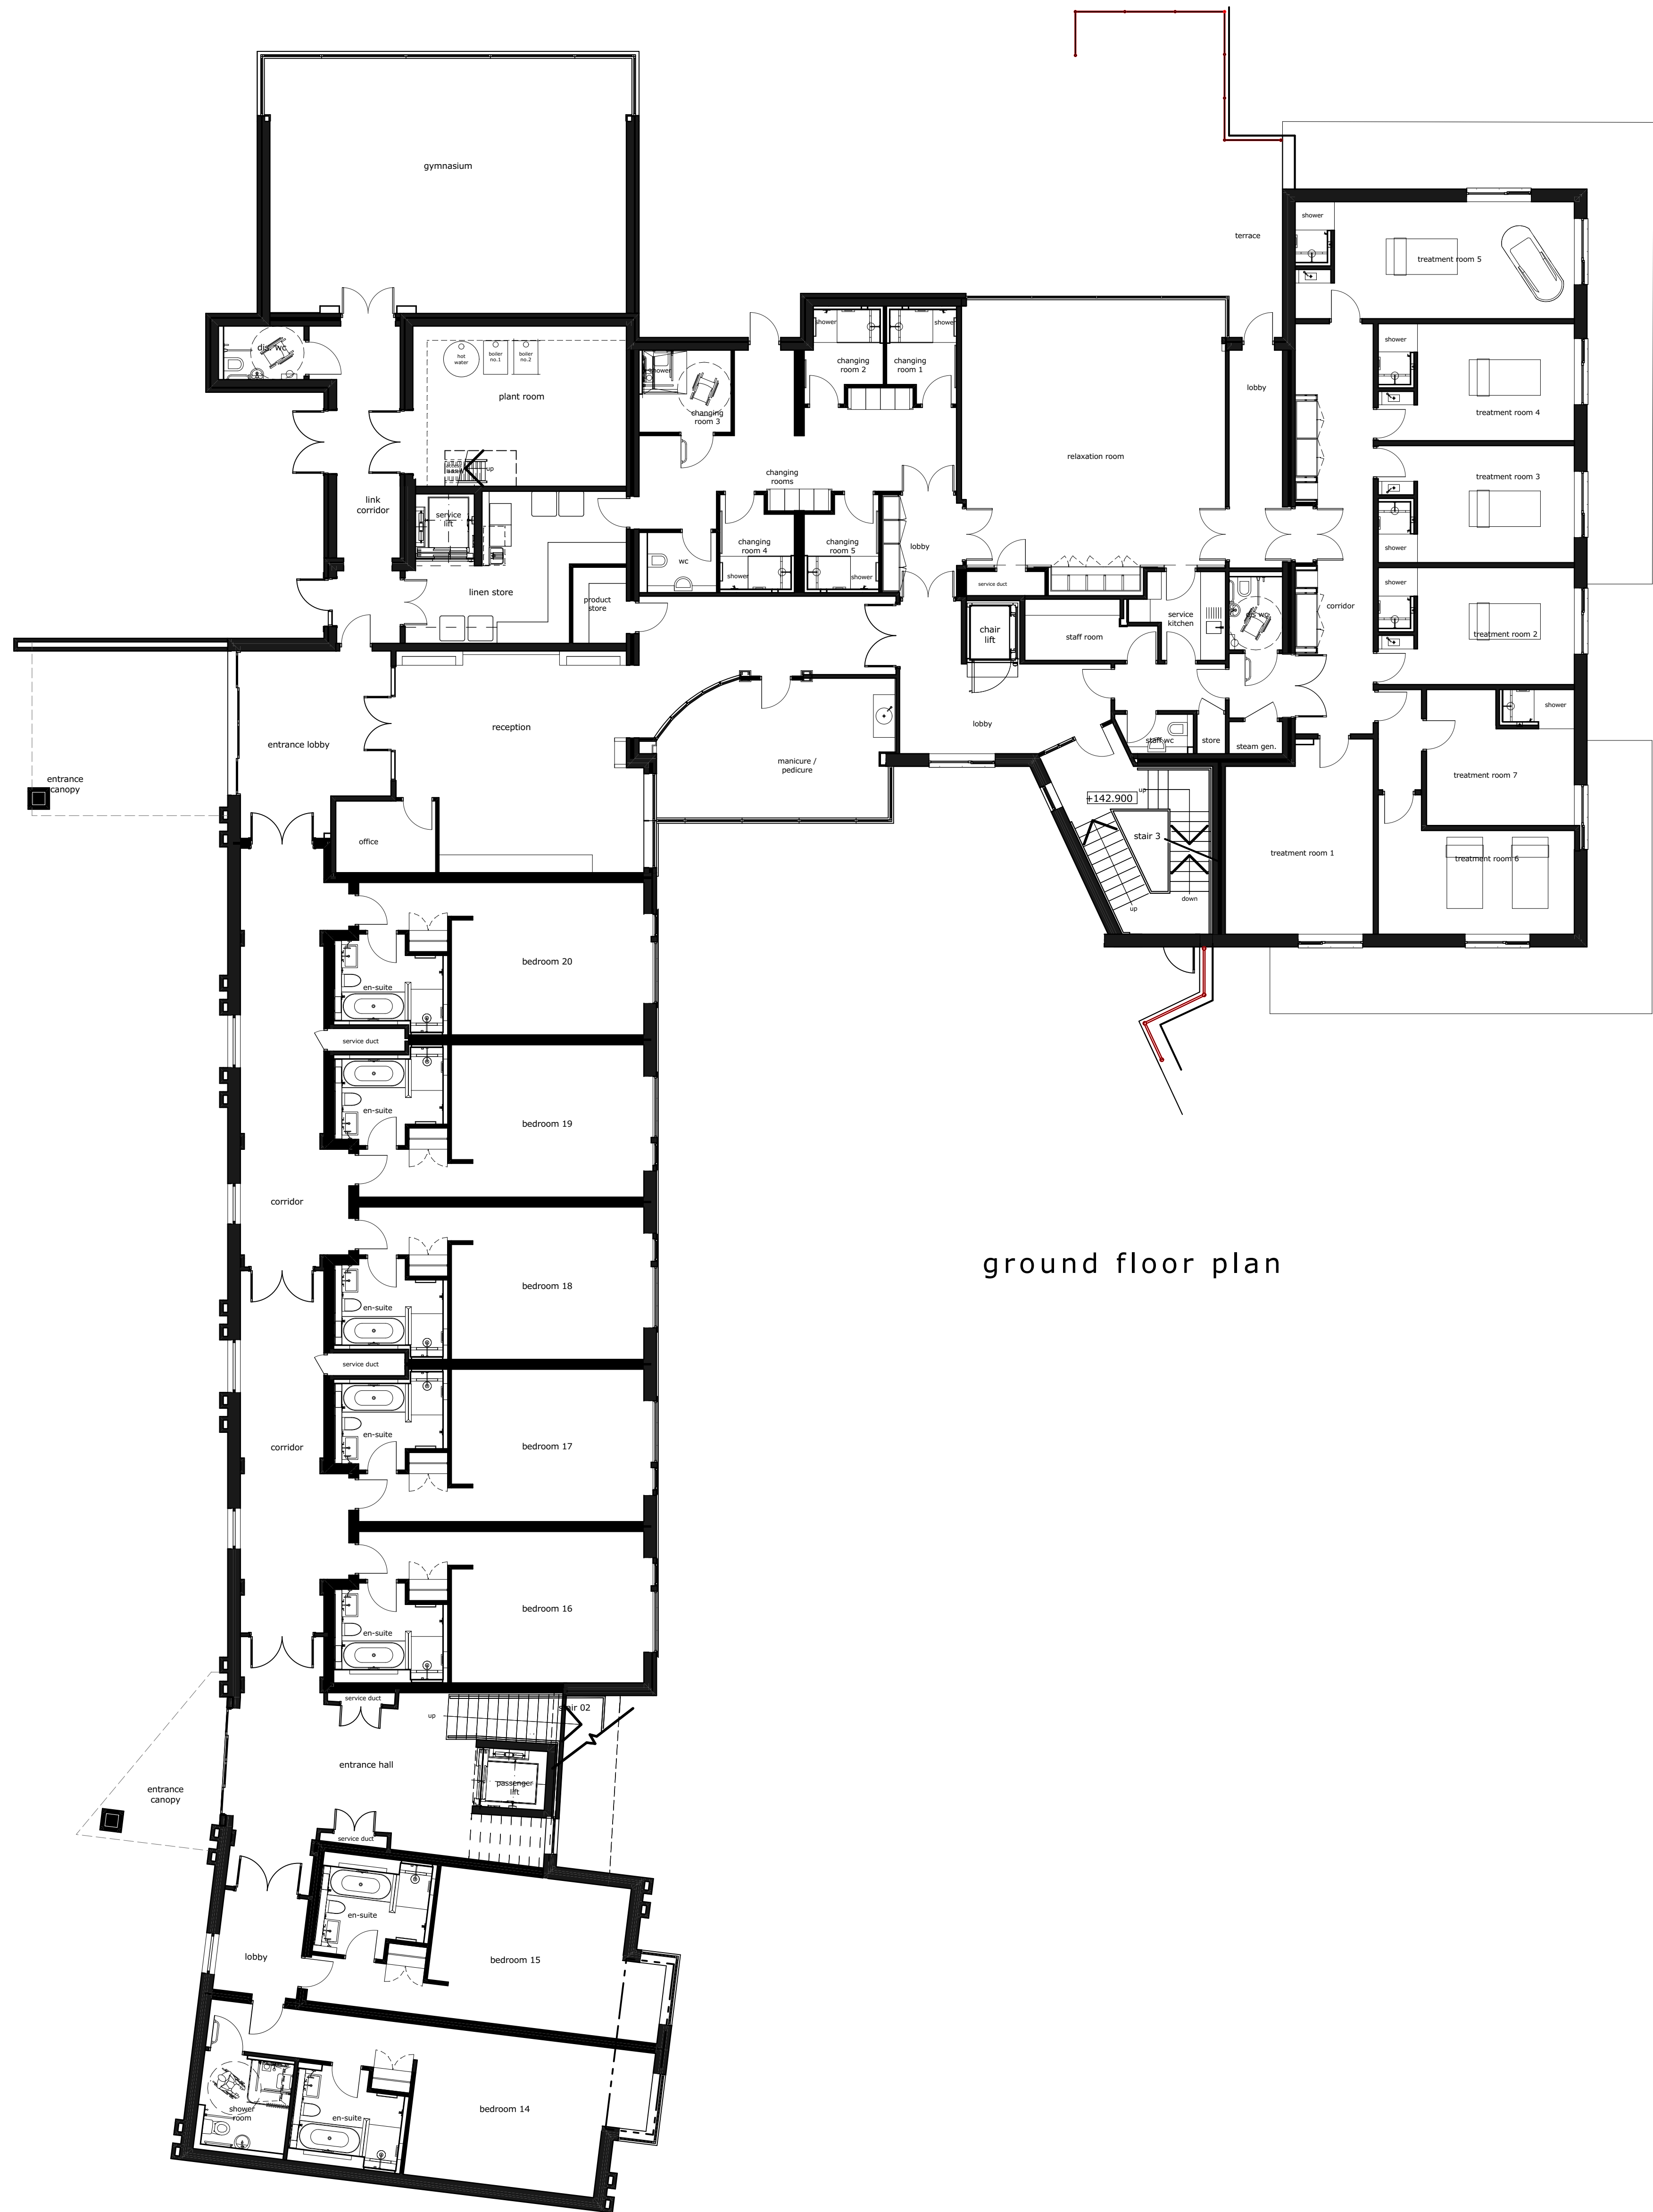 gymnasium
terrace
shower
treatment room 5
dis. wc
hot
water
boiler
no.1
boiler
no.2
plant room
up
shower
changing
room 3
shower
changing
room 2
shower
changing
room 1
lobby
shower
treatment room 4
relaxation room
changing
rooms
treatment room 3
shower
link
corridor
service
lift
changing
room 4
shower
changing
room 5
shower
lobby
wc
service duct
linen store
product
store
chair
lift
staff room
service
kitchen
dis wc
corridor
shower
treatment room 2
shower
reception
lobby
entrance lobby
staff wc
store
steam gen.
manicure /
pedicure
treatment room 7
entrance
canopy
+142.900
up
stair 3
up
down
office
treatment room 1
treatment room 6
bedroom 20
en-suite
service duct
en-suite
bedroom 19
corridor
ground floor plan
bedroom 18
en-suite
service duct
en-suite
corridor
bedroom 17
bedroom 16
en-suite
service duct
stair 02
up
entrance hall
passenger
lift
entrance
canopy
service duct
en-suite
lobby
bedroom 15
shower
room
en-suite
bedroom 14